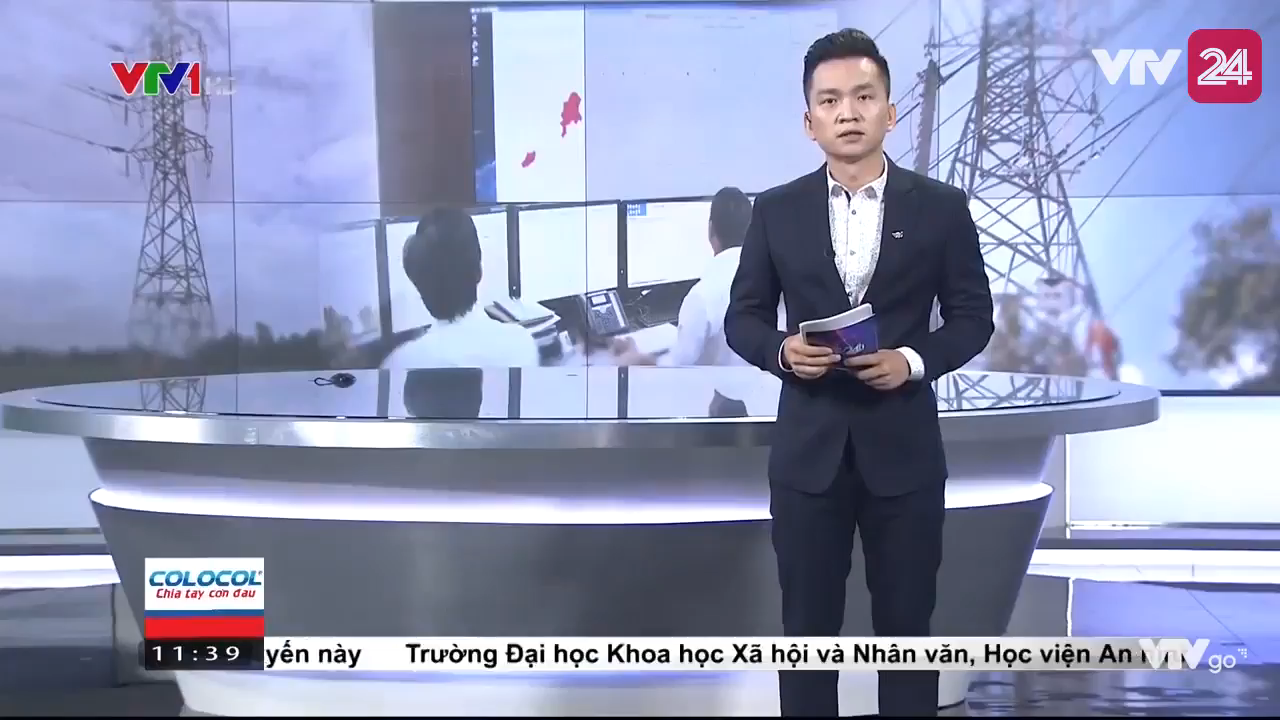 VTV1 HD
VTV 24
COLOCOL
Chia tay cơn đau
11:39
yến này Trường Đại học Khoa học Xã hội và Nhân văn, Học viện An
VTV go